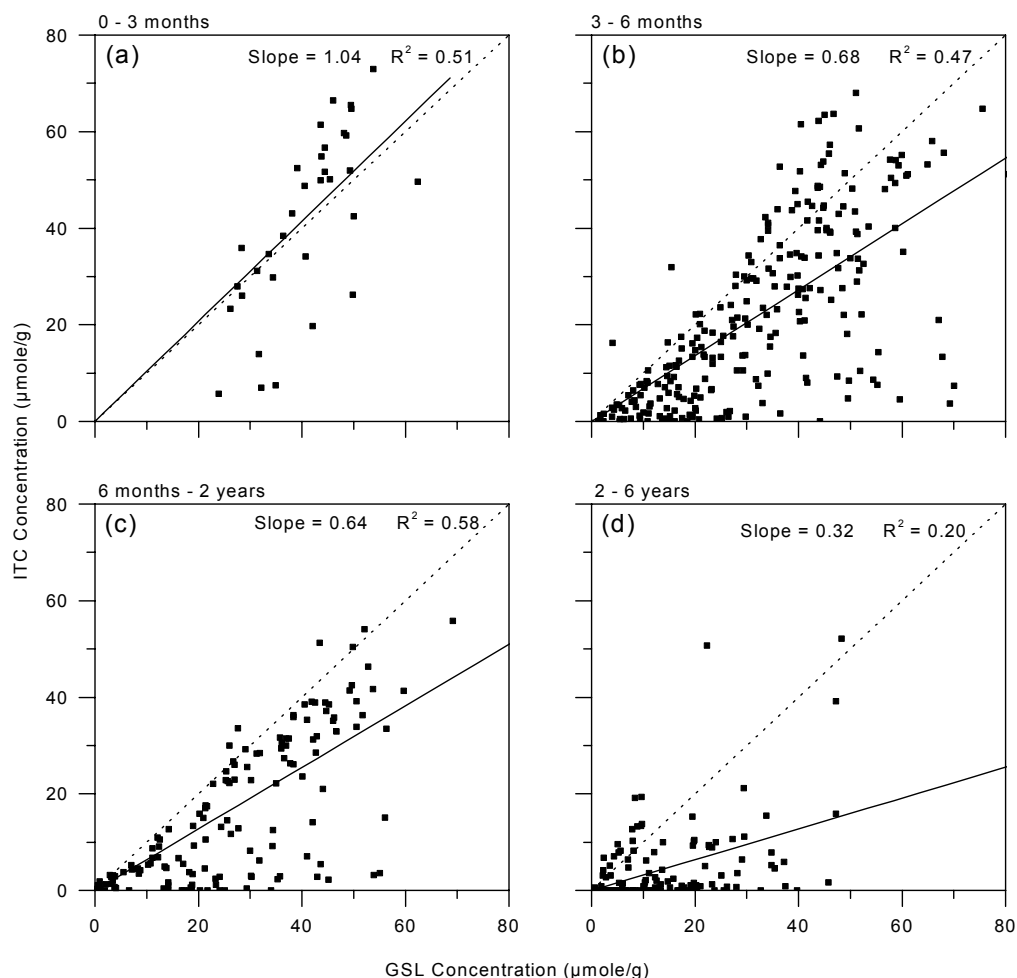 0 - 3 months
3 - 6 months
80
(a)
Slope = 1.04 R² = 0.51
(b)
Slope = 0.68 R² = 0.47
60
40
20
0
6 months - 2 years
2 - 6 years
80
(c)
Slope = 0.64 R² = 0.58
(d)
Slope = 0.32 R² = 0.20
60
40
20
0
0 20 40 60 80
0 20 40 60 80
ITC Concentration (µmole/g)
GSL Concentration (µmole/g)